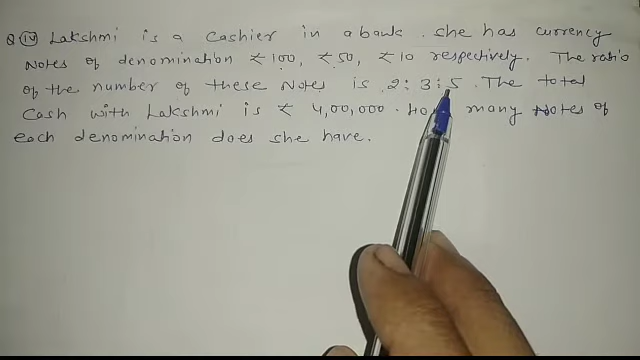 Q (iv) Lakshmi is a cashier in a bank. she has currency
Notes of denomination ₹100, ₹50, ₹10 respectively. The ratio
of the number of these Notes is 2:3:5. The total
Cash with Lakshmi is ₹ 4,00,000. many Notes of
each denomination does she have.